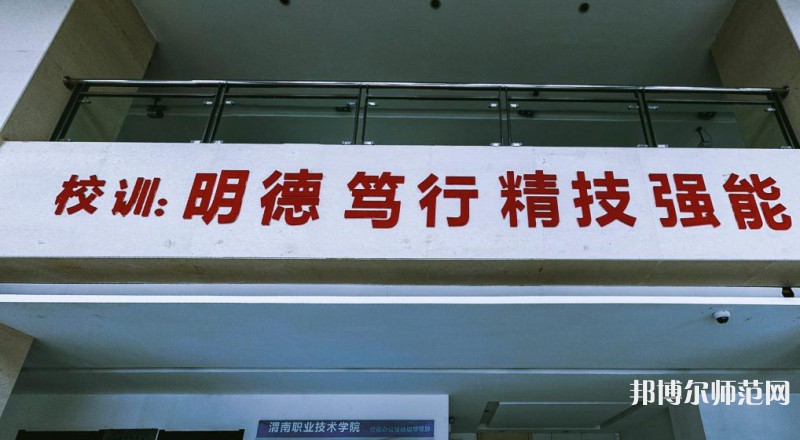 校训:明德 笃行 精技强能
渭南职业技术学院
邦博尔师范网